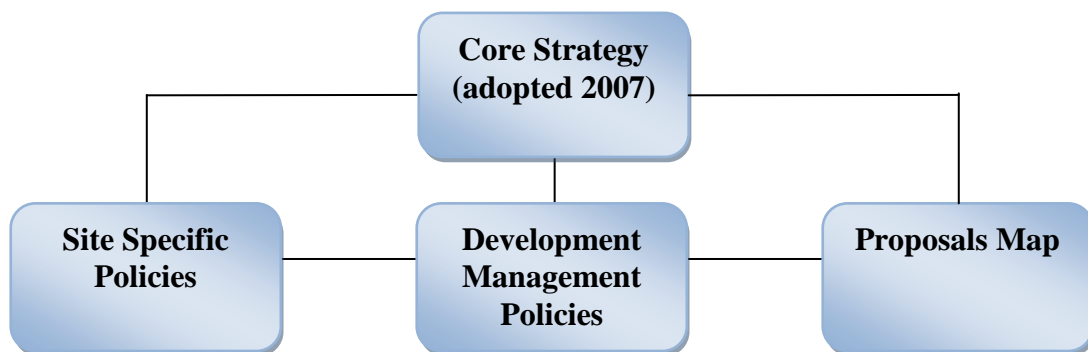 Core Strategy
(adopted 2007)
Site Specific
Policies
Development
Management
Policies
Proposals Map